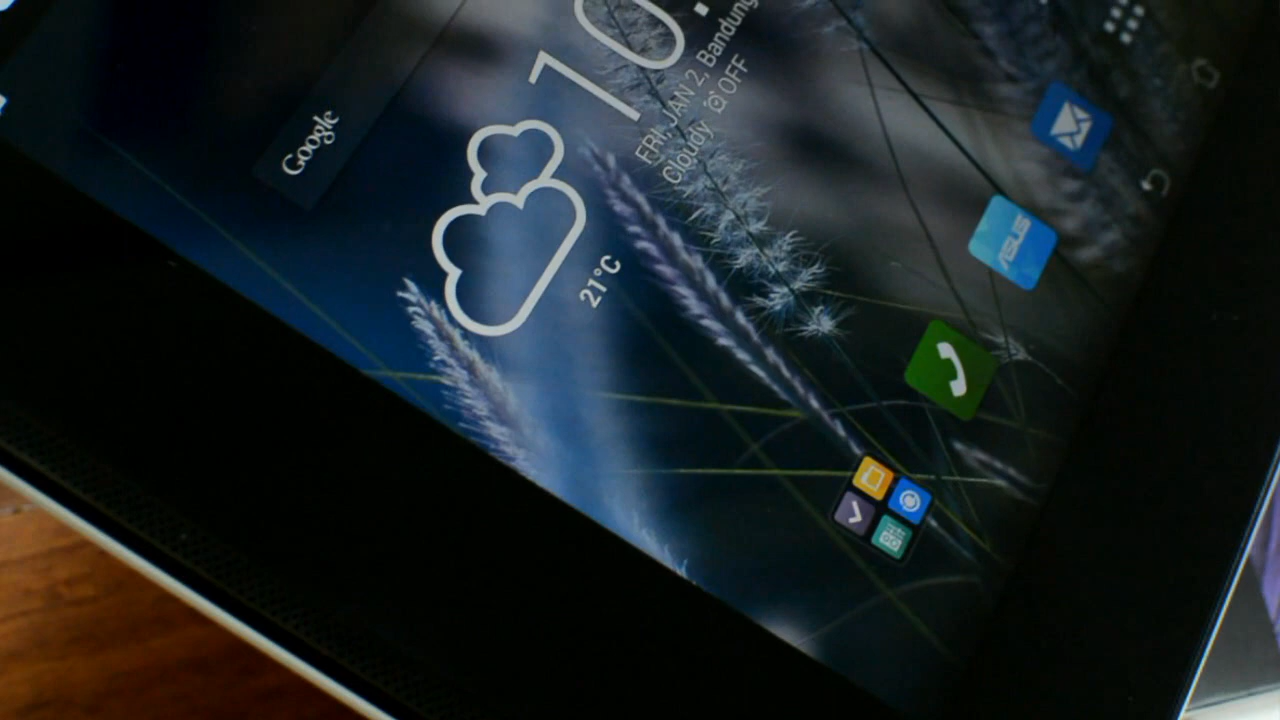 Google
10.
FRI, JAN 2, Bandung
Cloudy OFF
21°C
ASUS